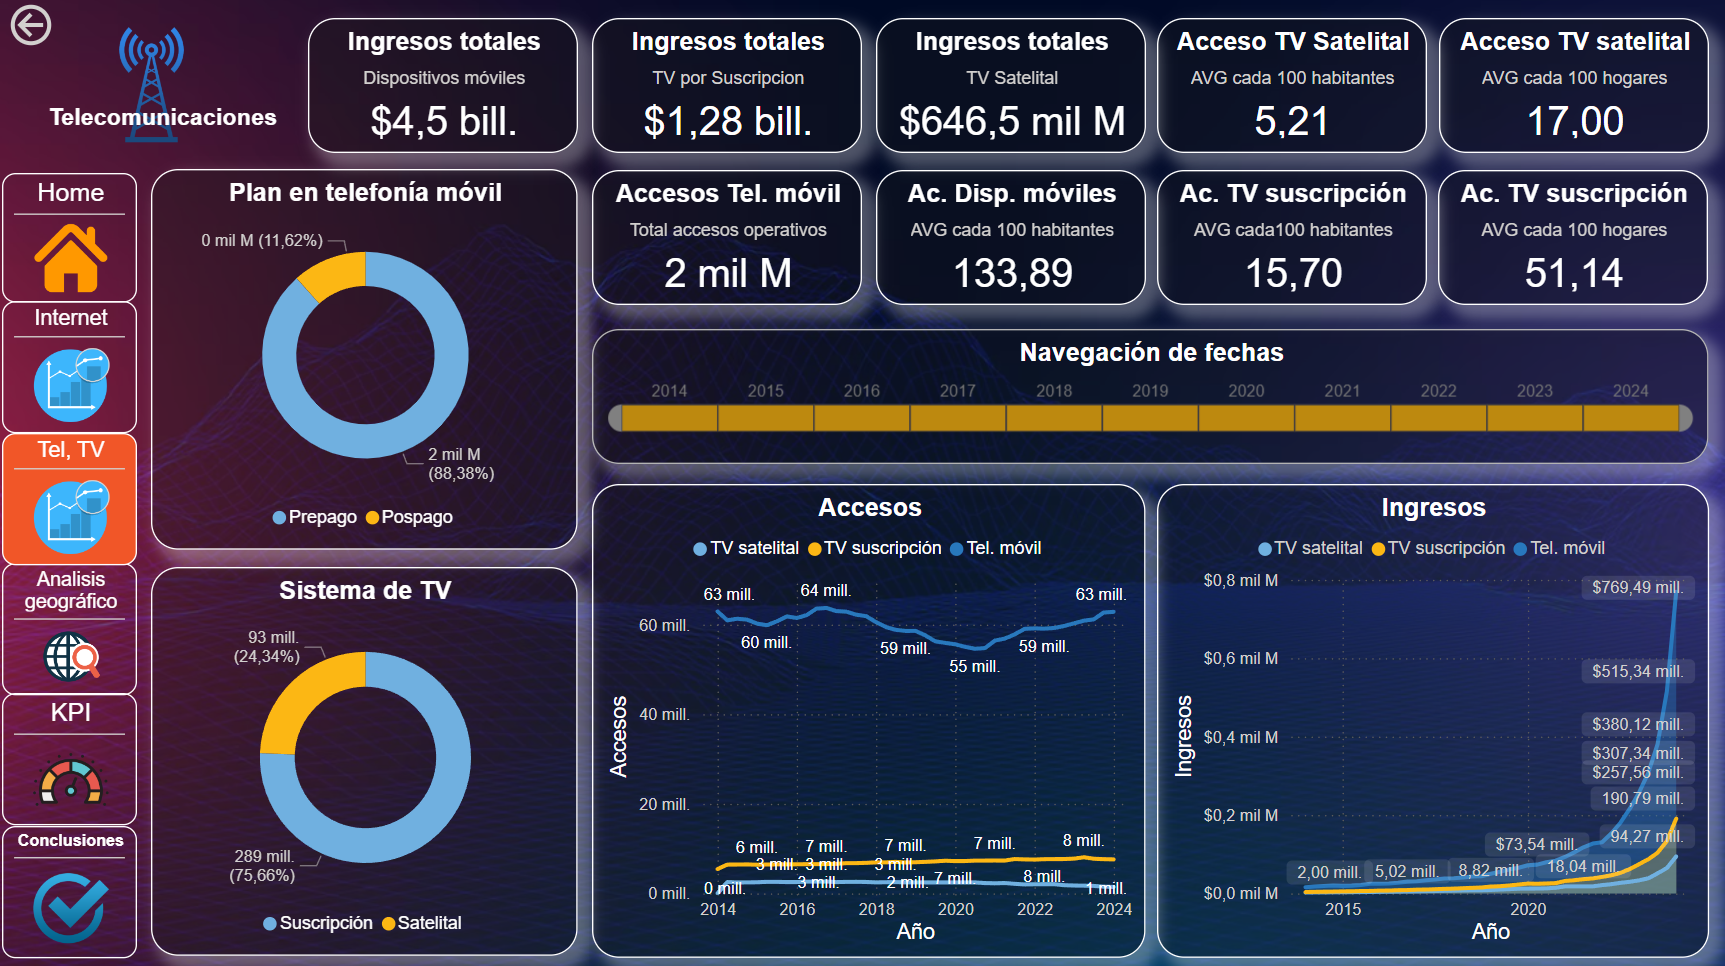 Telecomunicaciones
Ingresos totales
Dispositivos móviles
$4,5 bill.
Ingresos totales
TV por Suscripcion
$1,28 bill.
Ingresos totales
TV Satelital
$646,5 mil M
Acceso TV Satelital
AVG cada 100 habitantes
5,21
Acceso TV satelital
AVG cada 100 hogares
17,00
Home
Internet
Tel, TV
Analisis
geográfico
KPI
Conclusiones
Plan en telefonía móvil
0 mil M (11,62%)
2 mil M
(88,38%)
Prepago Pospago
Accesos Tel. móvil
Total accesos operativos
2 mil M
Ac. Disp. móviles
AVG cada 100 habitantes
133,89
Ac. TV suscripción
AVG cada100 habitantes
15,70
Ac. TV suscripción
AVG cada 100 hogares
51,14
Navegación de fechas
2014 2015 2016 2017 2018 2019 2020 2021 2022 2023 2024
Sistema de TV
93 mill.
(24,34%)
289 mill.
(75,66%)
Suscripción Satelital
Accesos
TV satelital TV suscripción Tel. móvil
63 mill. 64 mill. 63 mill.
60 mill.
60 mill. 59 mill. 59 mill.
55 mill.
40 mill.
Accesos
20 mill.
6 mill. 7 mill. 7 mill. 7 mill. 8 mill.
3 mill. 3 mill. 3 mill.
3 mill. 2 mill. 7 mill. 8 mill.
0 mill. 0 mill. 1 mill.
2014 2016 2018 2020 2022 2024
Año
Ingresos
TV satelital TV suscripción Tel. móvil
$0,8 mil M
$769,49 mill.
$0,6 mil M
$515,34 mill.
$0,4 mil M
$380,12 mill.
$307,34 mill.
$257,56 mill.
Ingresos
$0,2 mil M
190,79 mill.
94,27 mill.
$73,54 mill.
$0,0 mil M
2,00 mill. 5,02 mill. 8,82 mill. 18,04 mill.
2015 2020
Año